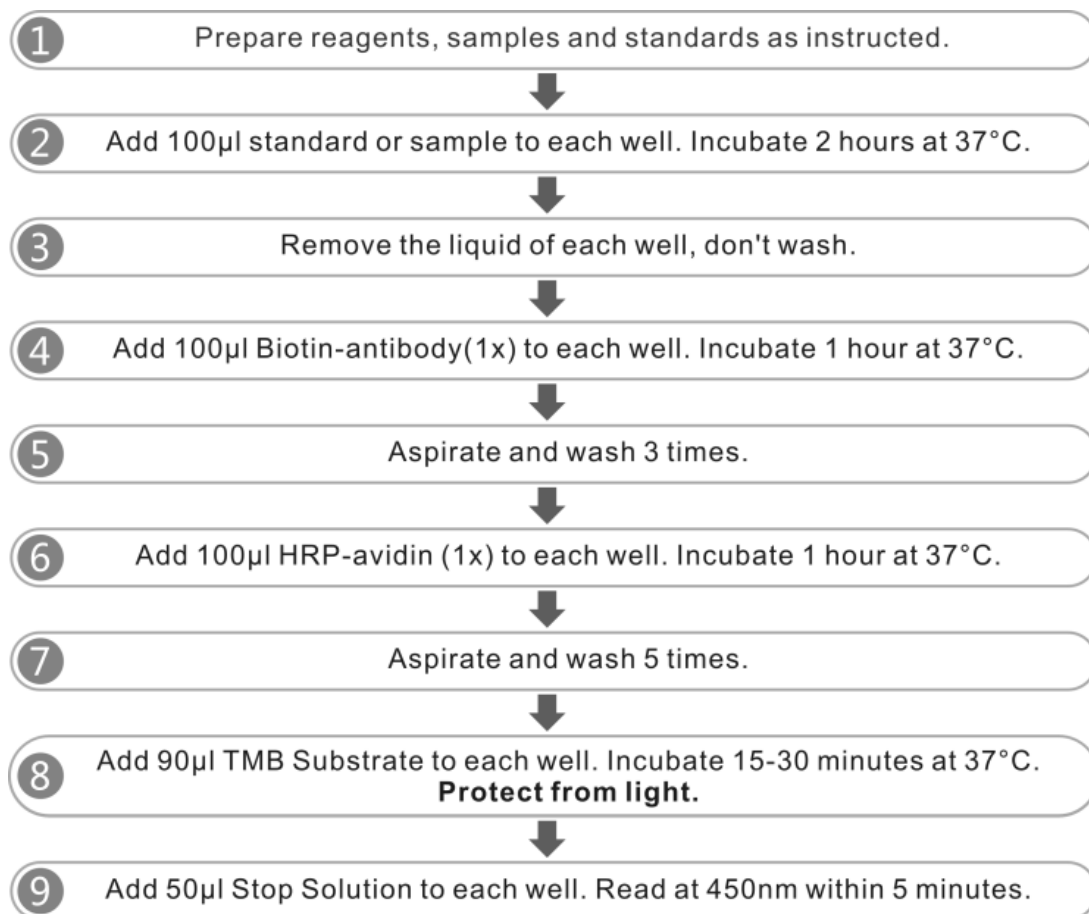 1 Prepare reagents, samples and standards as instructed.
2 Add 100µl standard or sample to each well. Incubate 2 hours at 37°C.
3 Remove the liquid of each well, don't wash.
4 Add 100µl Biotin-antibody(1x) to each well. Incubate 1 hour at 37°C.
5 Aspirate and wash 3 times.
6 Add 100µl HRP-avidin (1x) to each well. Incubate 1 hour at 37°C.
7 Aspirate and wash 5 times.
8 Add 90µl TMB Substrate to each well. Incubate 15-30 minutes at 37°C.
Protect from light.
9 Add 50µl Stop Solution to each well. Read at 450nm within 5 minutes.